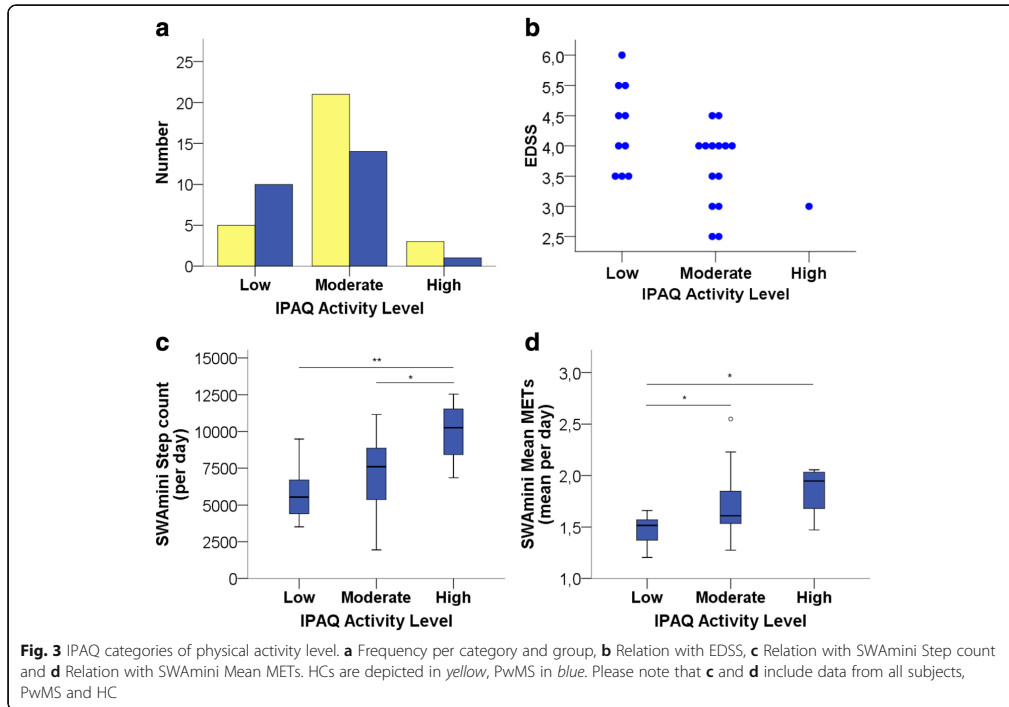 a
25
20
15
10
5
0
Number
Low Moderate High
IPAQ Activity Level
b
6,0
5,5
4,5
4,0
3,5
3,0
2,5
EDSS
Low Moderate High
IPAQ Activity Level
c
** 
*
15000
12500
10000
7500
5000
2500
0
SWAmini Step count
(per day)
Low Moderate High
IPAQ Activity Level
d
*
*
3,0
2,5
2,0
1,5
1,0
SWAmini Mean METs
(mean per day)
Low Moderate High
IPAQ Activity Level
Fig. 3 IPAQ categories of physical activity level. a Frequency per category and group, b Relation with EDSS, c Relation with SWAmini Step count
and d Relation with SWAmini Mean METs. HCs are depicted in yellow, PwMS in blue. Please note that c and d include data from all subjects,
PwMS and HC